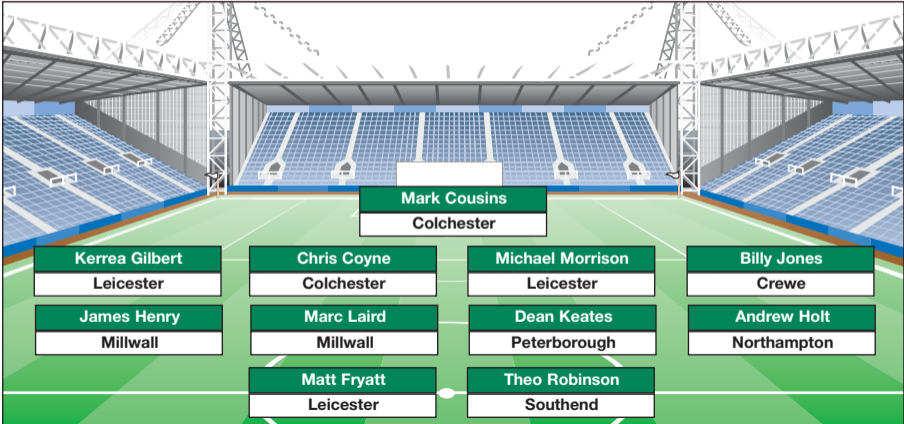 Mark Cousins
Colchester
Kerrea Gilbert
Leicester
Chris Coyne
Colchester
Michael Morrison
Leicester
Billy Jones
Crewe
James Henry
Millwall
Marc Laird
Millwall
Dean Keates
Peterborough
Andrew Holt
Northampton
Matt Fryatt
Leicester
Theo Robinson
Southend